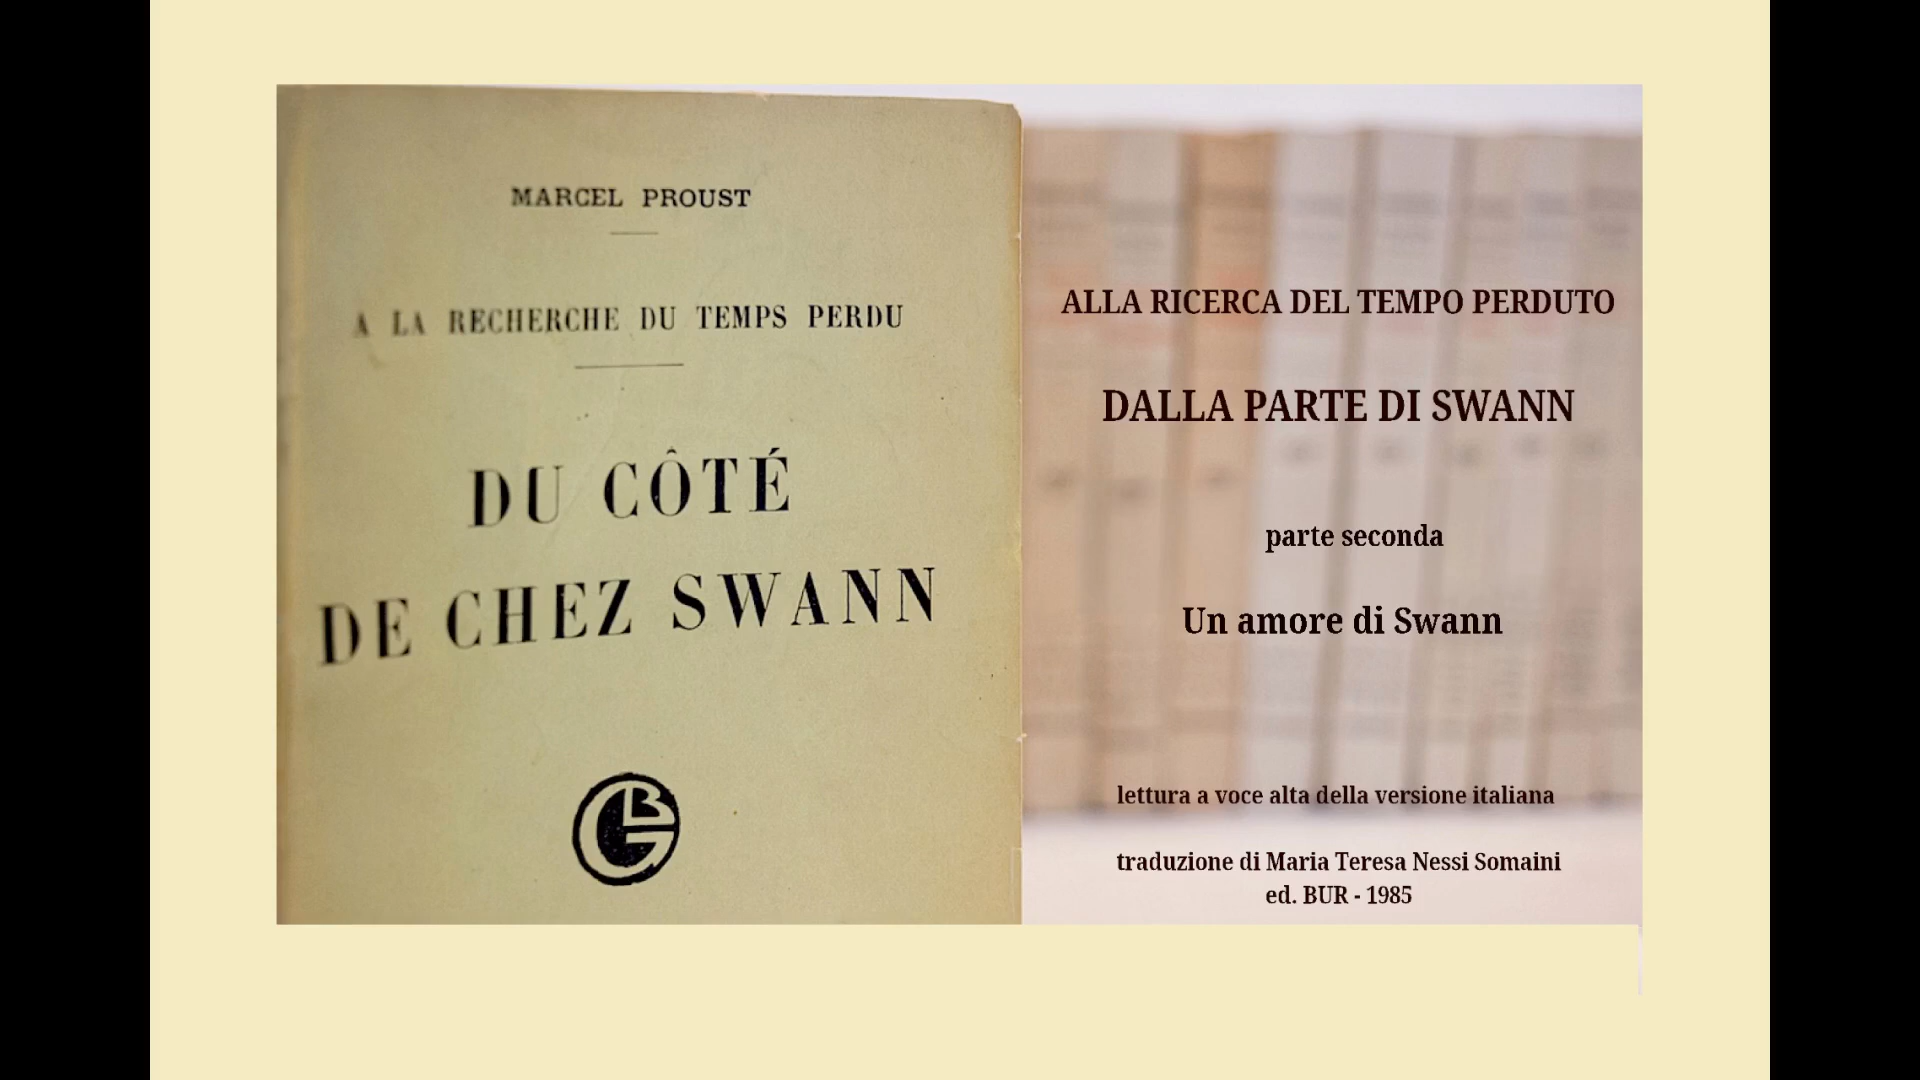 MARCEL PROUST
A LA RECHERCHE DU TEMPS PERDU
DU CÔTÉ
DE CHEZ SWANN
BG
ALLA RICERCA DEL TEMPO PERDUTO
DALLA PARTE DI SWANN
parte seconda
Un amore di Swann
lettura a voce alta della versione italiana
traduzione di Maria Teresa Nessi Somaini
ed. BUR - 1985